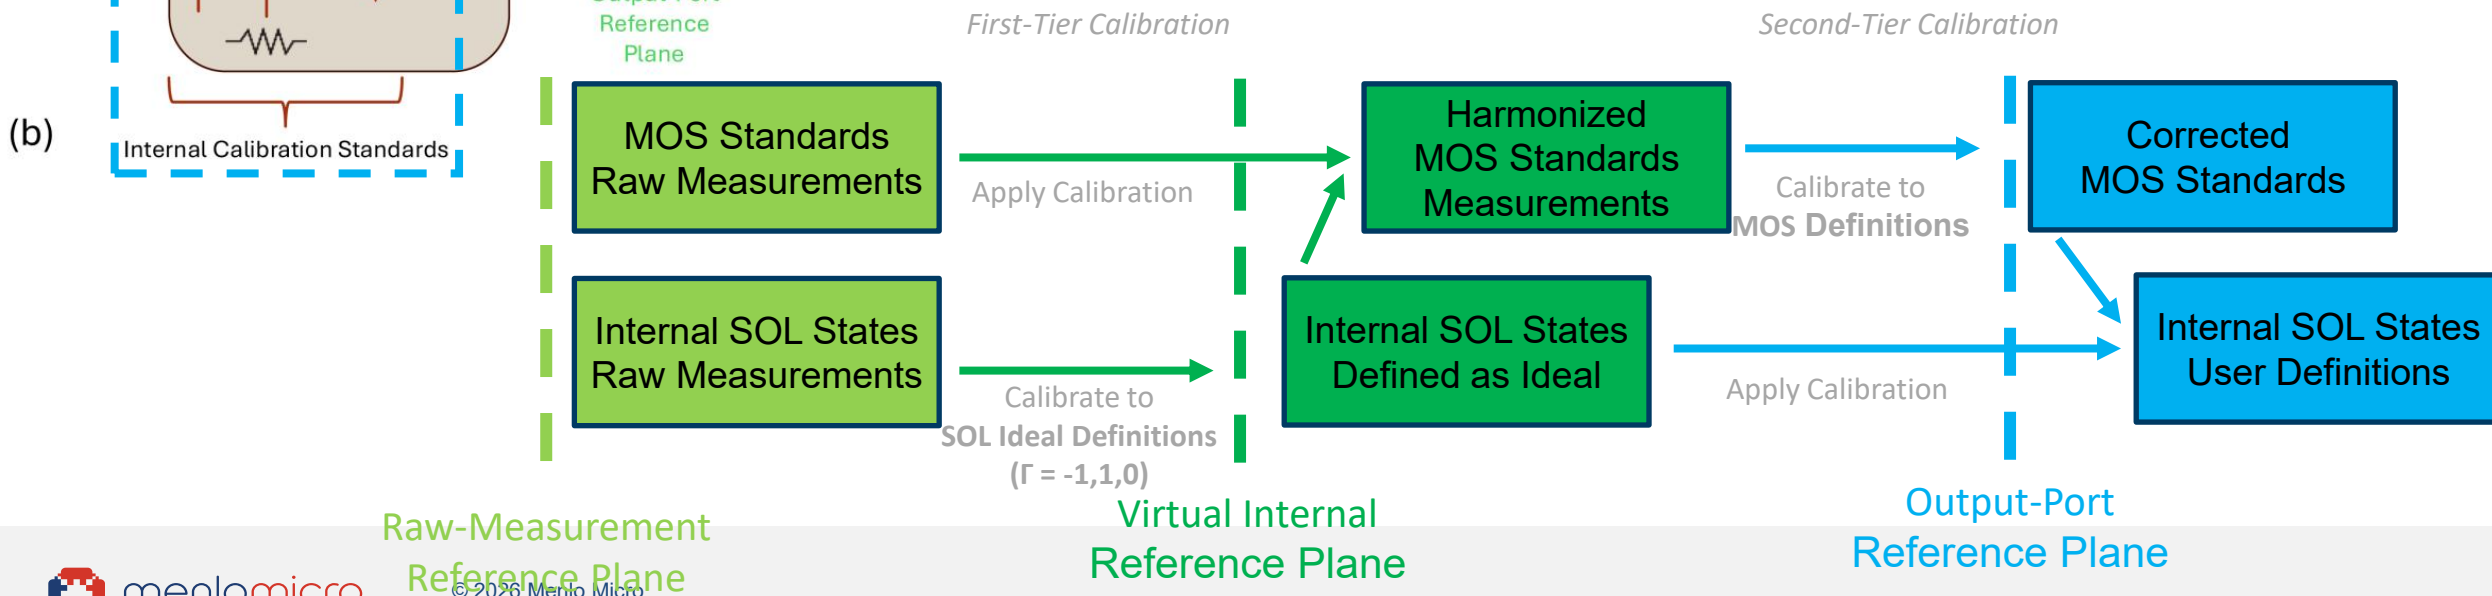 Output-Port
Reference
Plane
First-Tier Calibration
Second-Tier Calibration
(b)
Internal Calibration Standards
MOS Standards
Raw Measurements
Apply Calibration
Harmonized
MOS Standards
Measurements
Calibrate to
MOS Definitions
Corrected
MOS Standards
Internal SOL States
Raw Measurements
Calibrate to
SOL Ideal Definitions
(Γ = -1,1,0)
Internal SOL States
Defined as Ideal
Apply Calibration
Internal SOL States
User Definitions
Raw-Measurement
Reference Plane
Virtual Internal
Reference Plane
Output-Port
Reference Plane
menlomicro
© 2026 Menlo Micro